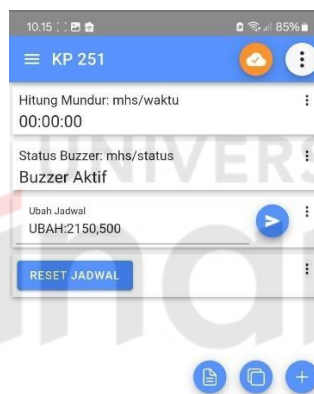 10.15
85%
KP 251
Hitung Mundur: mhs/waktu
00:00:00
Status Buzzer: mhs/status
Buzzer Aktif
Ubah Jadwal
UBAH:2150,500
RESET JADWAL
UNIVERS